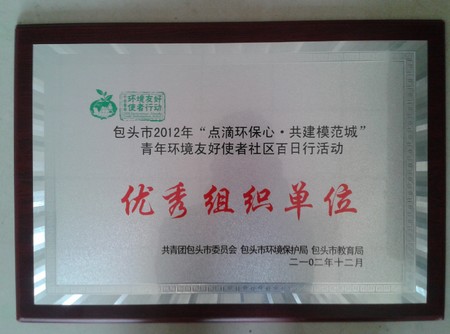 环境友好
使者行动
包头市2012年“点滴环保心·共建模范城”
青年环境友好使者社区百日行活动
优秀组织单位
共青团包头市委员会 包头市环境保护局 包头市教育局
二一〇二年十二月